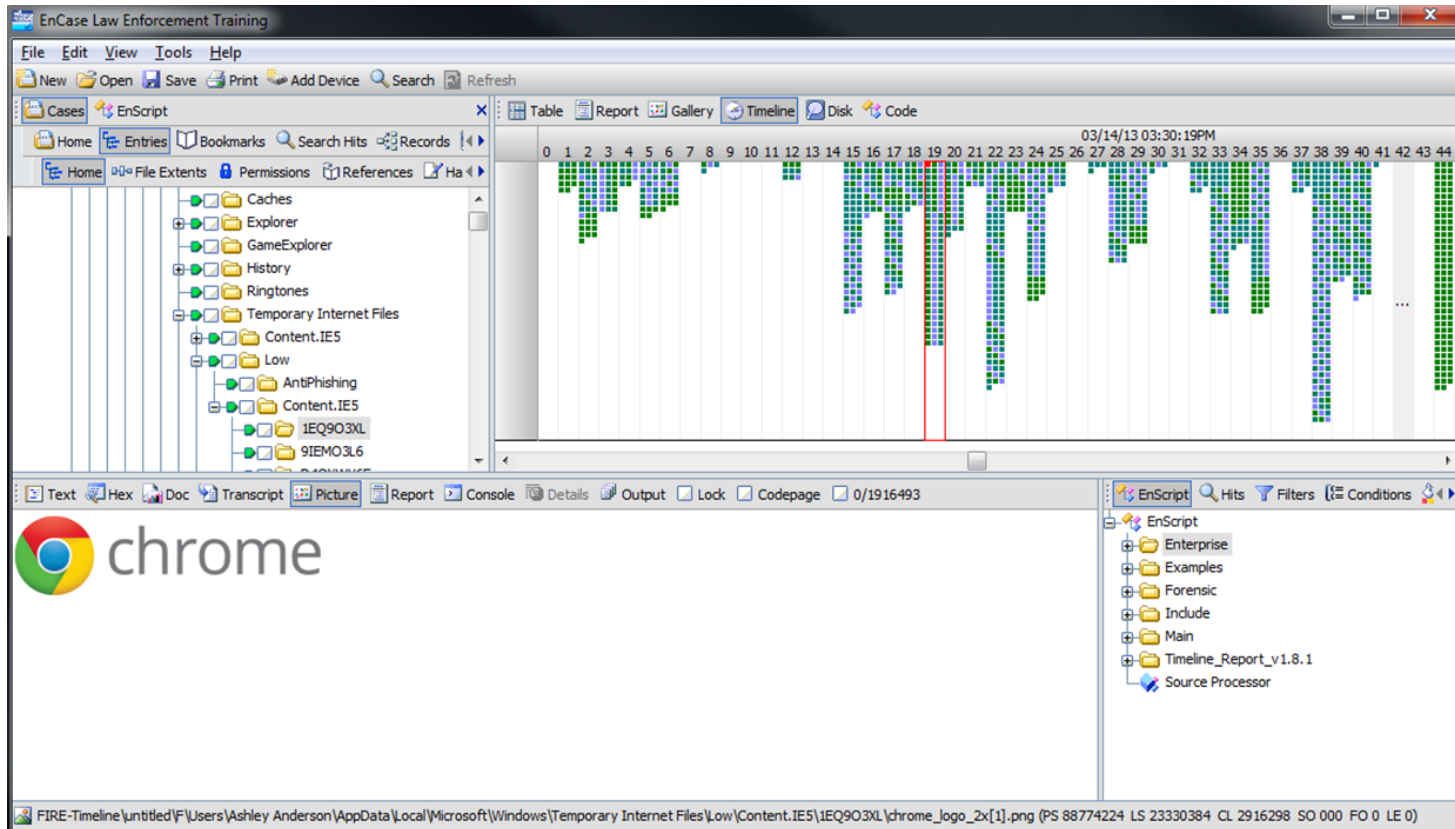 EnCase Law Enforcement Training
File Edit View Tools Help
New Open Save Print Add Device Search Refresh
Cases EnScript
Table Report Gallery Timeline Disk Code
Home Entries Bookmarks Search Hits Records
03/14/13 03:30:19PM
0 1 2 3 4 5 6 7 8 9 10 11 12 13 14 15 16 17 18 19 20 21 22 23 24 25 26 27 28 29 30 31 32 33 34 35 36 37 38 39 40 41 42 43 44
Home File Extents Permissions References Ha
Caches
Explorer
GameExplorer
History
Ringtones
Temporary Internet Files
Content.IE5
Low
AntiPhishing
Content.IE5
1EQ9O3XL
9IEMO3L6
...
Text Hex Doc Transcript Picture Report Console Details Output Lock Codepage 0/1916493
EnScript Hits Filters Conditions
chrome
EnScript
Enterprise
Examples
Forensic
Include
Main
Timeline_Report_v1.8.1
Source Processor
FIRE-Timeline\untitled\F\Users\Ashley Anderson\AppData\Local\Microsoft\Windows\Temporary Internet Files\Low\Content.IE5\1EQ9O3XL\chrome_logo_2x[1].png (PS 88774224 LS 23330384 CL 2916298 SO 000 FO 0 LE 0)